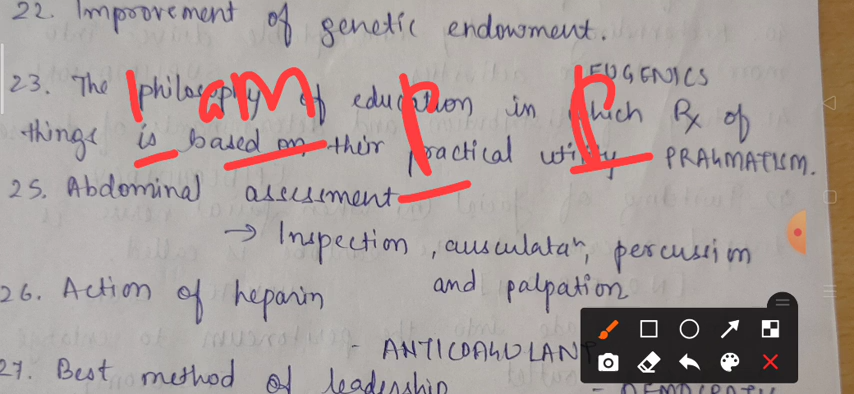 22. Improvement of genetic endowment.
EUGENICS
23. The philosophy of education in which Rx of
things is based on their practical utility PRAGMATISM.
I am P P
25. Abdominal assessment
→ Inspection, auscultan, percussion
and palpation
26. Action of heparin
- ANTICOAGULANT
27. Best method of leadership